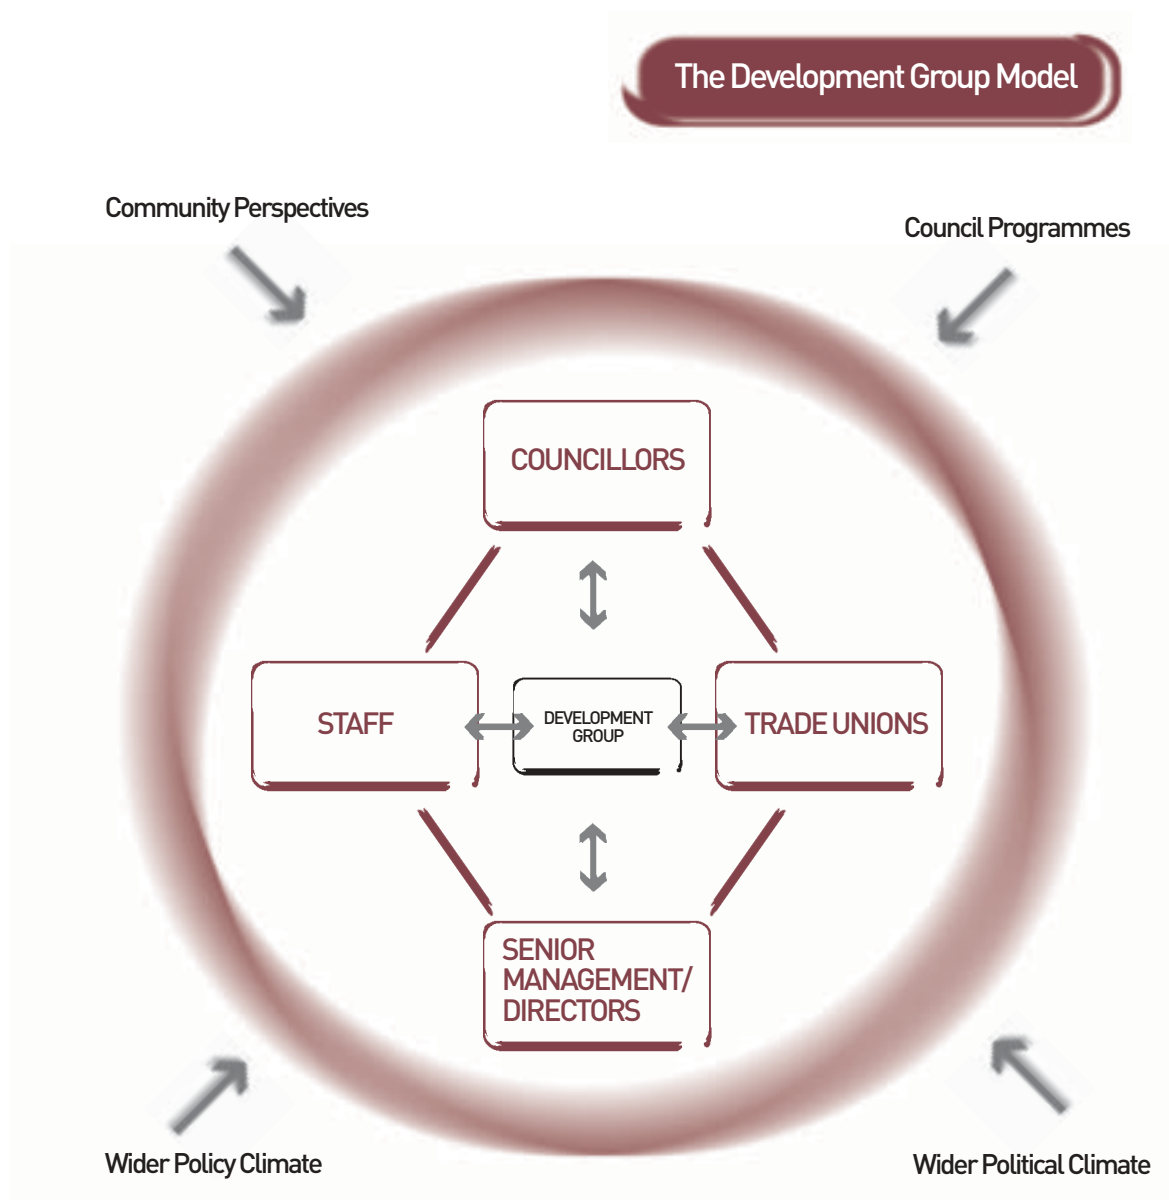 The Development Group Model
Community Perspectives
Council Programmes
COUNCILLORS
STAFF
DEVELOPMENT
GROUP
TRADE UNIONS
SENIOR
MANAGEMENT/
DIRECTORS
Wider Policy Climate
Wider Political Climate